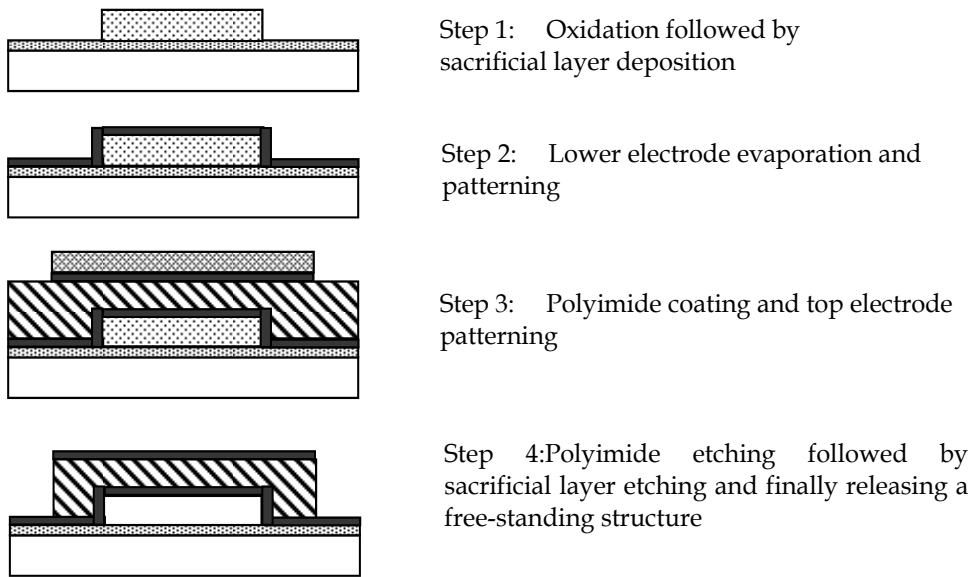 Step 1: Oxidation followed by
sacrificial layer deposition
Step 2: Lower electrode evaporation and
patterning
Step 3: Polyimide coating and top electrode
patterning
Step 4:Polyimide etching followed by
sacrificial layer etching and finally releasing a
free-standing structure